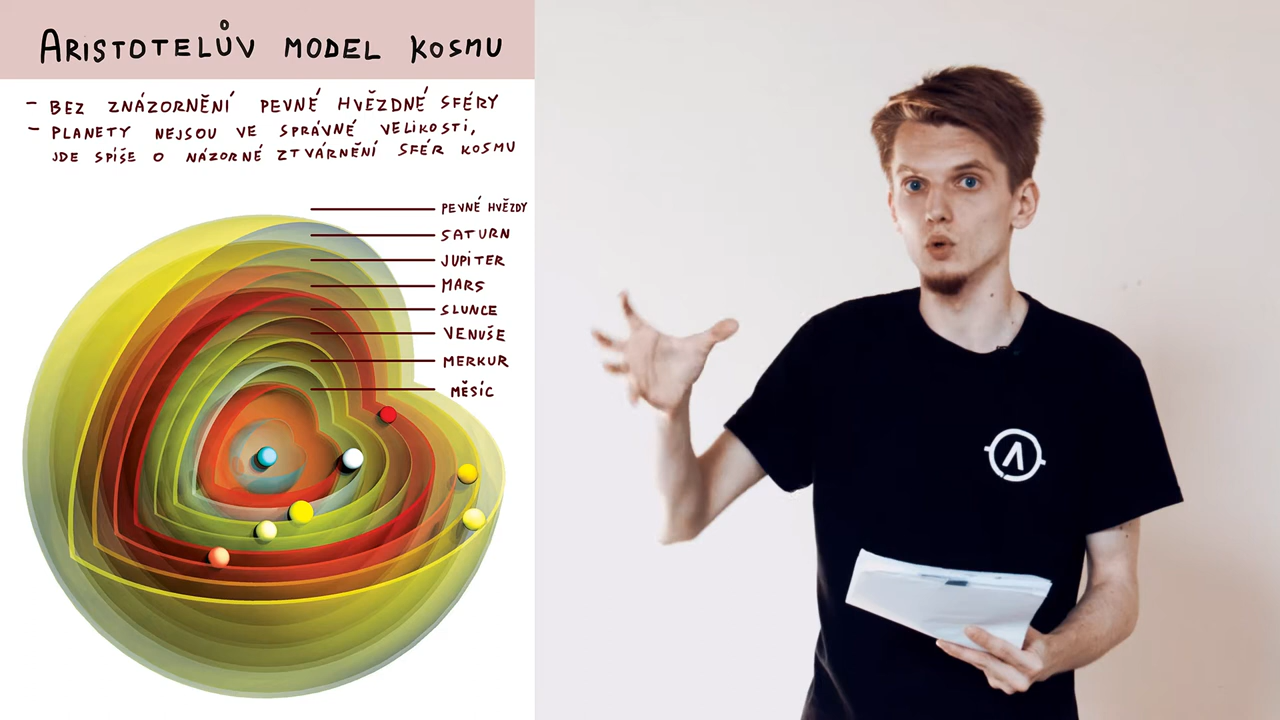 ARISTOTELŮV MODEL KOSMU
- BEZ ZNÁZORNĚNÍ PEVNÉ HVĚZDNÉ SFÉRY
- PLANETY NEJSOU VE SPRÁVNÉ VELIKOSTI,
JDE SPÍŠE O NÁZORNÉ ZTVÁRNĚNÍ SFÉR KOSMU
PEVNÉ HVĚZDY
SATURN
JUPITER
MARS
SLUNCE
VENUŠE
MERKUR
MĚSÍC